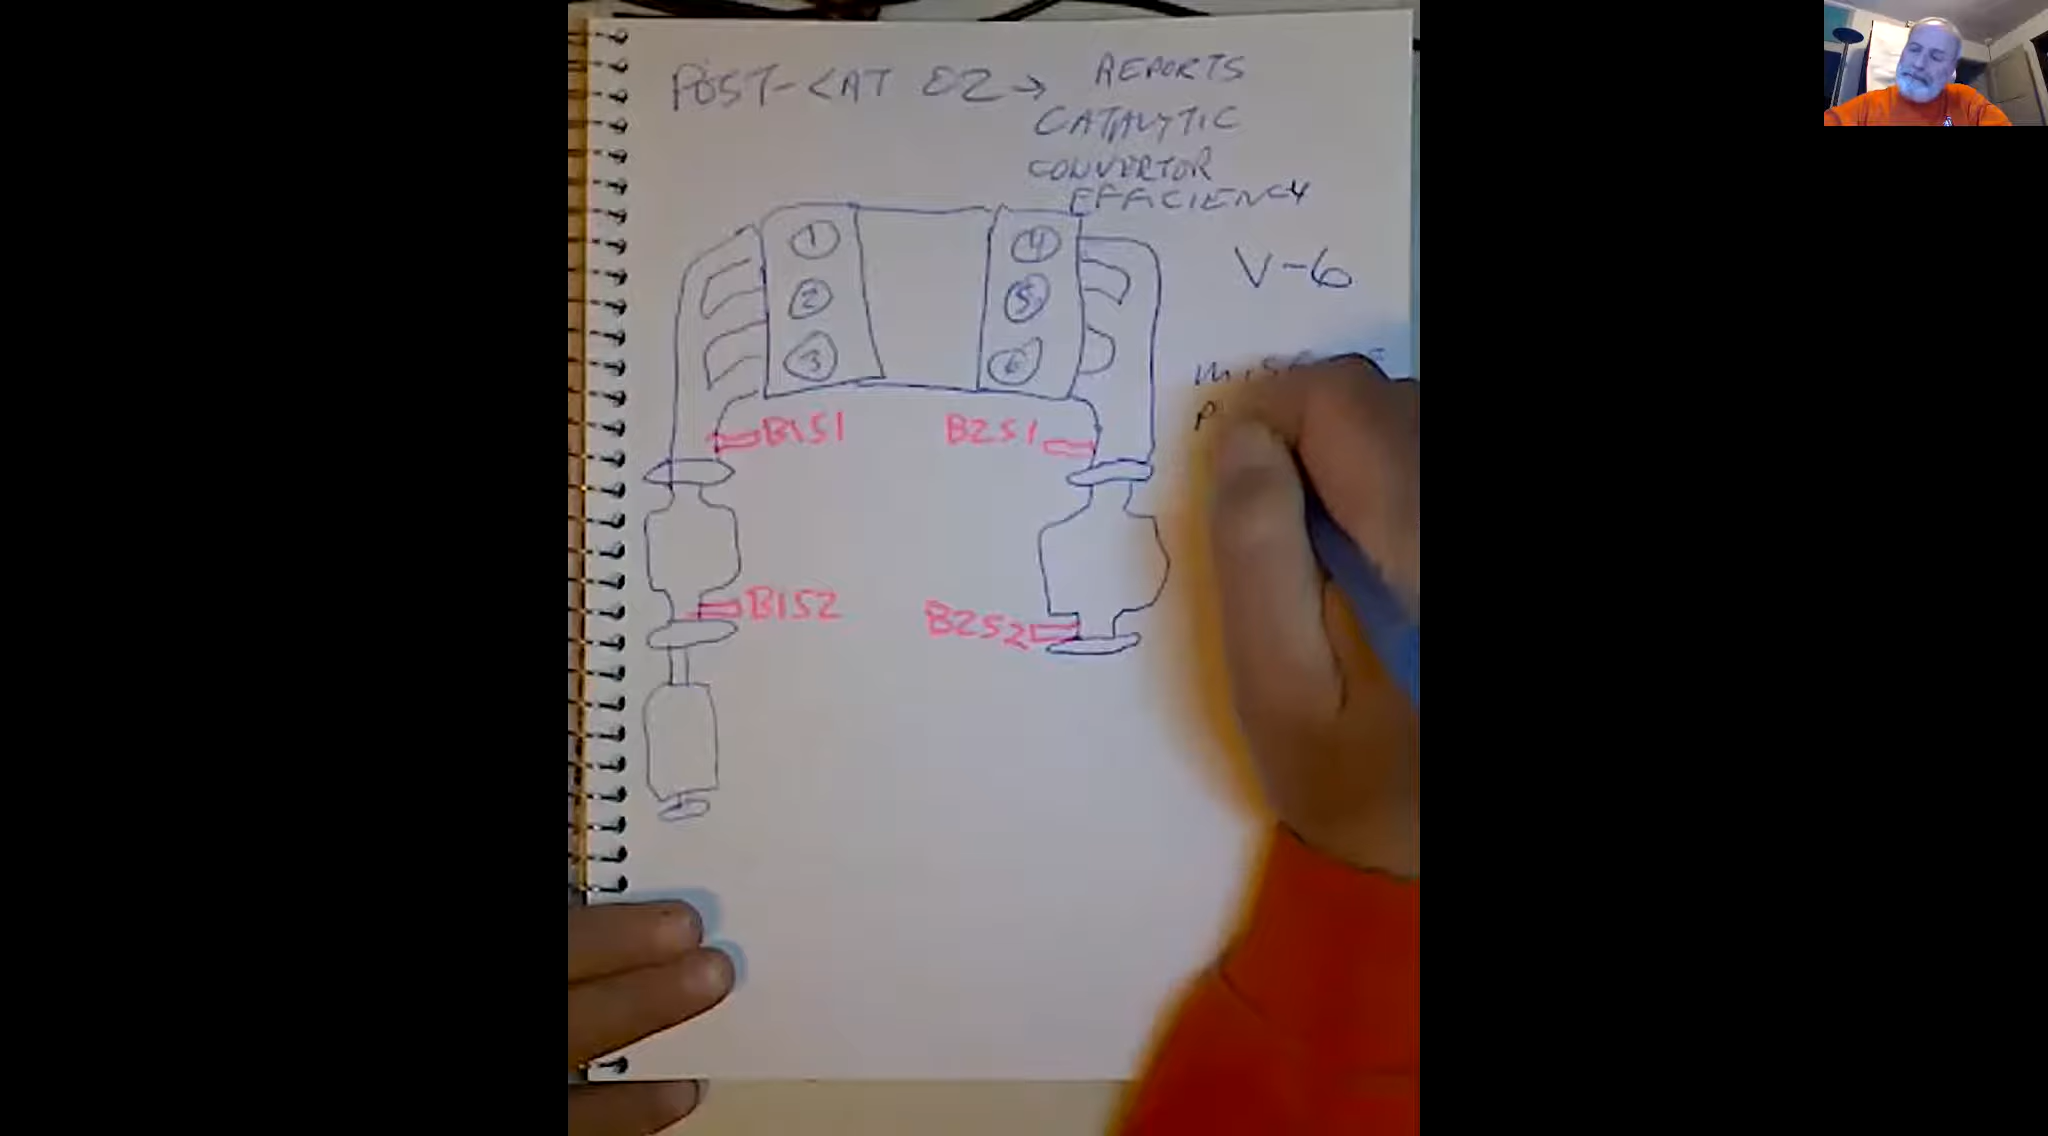 POST-CAT O2 → REPORTS
CATALYTIC
CONVERTOR
EFFICIENCY
1
4
V-6
2
5
3
6
B1S1
B2S1
B1S2
B2S2